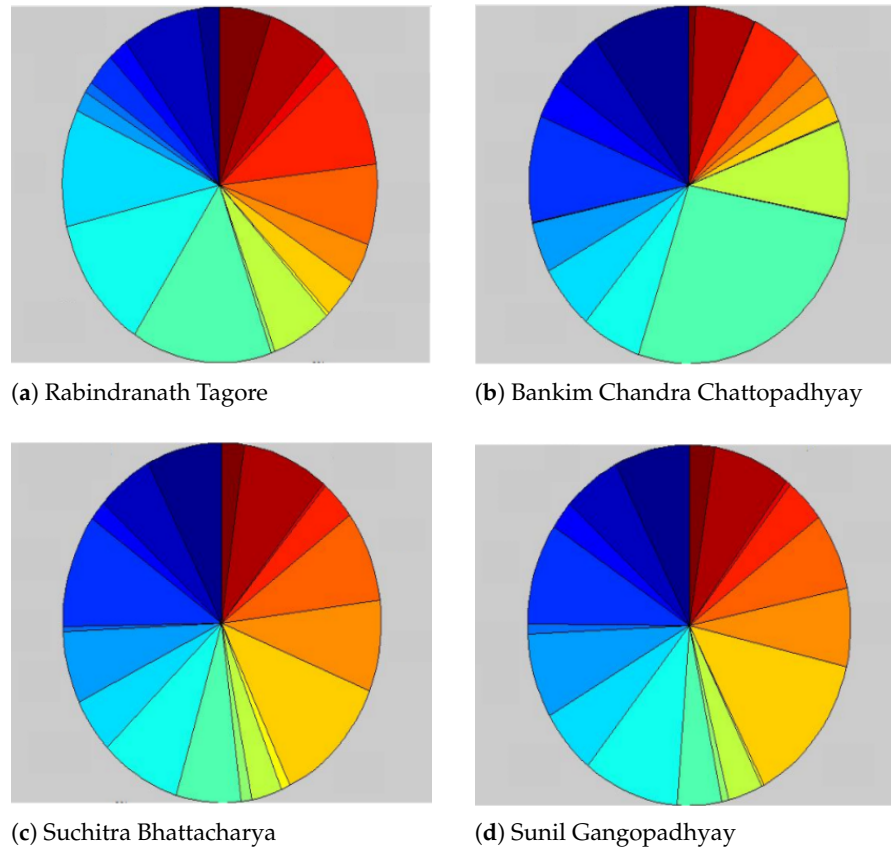 (a) Rabindranath Tagore
(b) Bankim Chandra Chattopadhyay
(c) Suchitra Bhattacharya
(d) Sunil Gangopadhyay